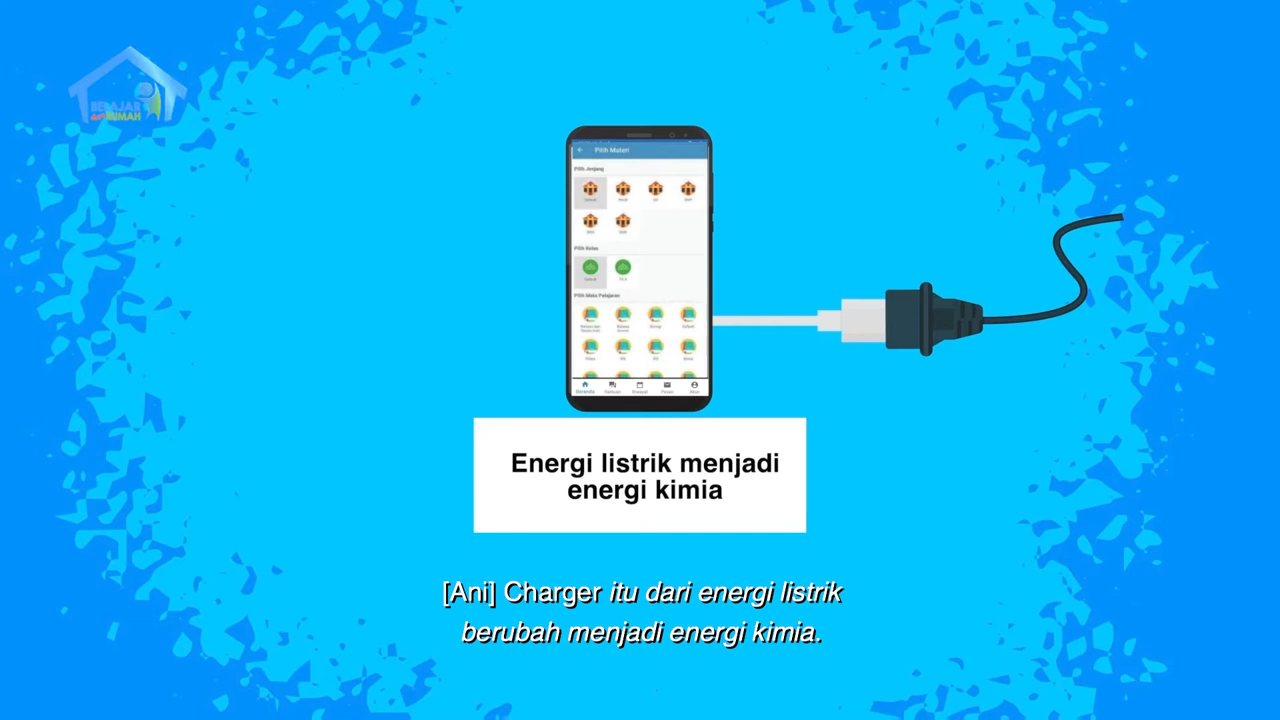 BELAJAR
RUMAH
Pilih Materi
Pilih Jenjang
Pilih Kelas
Pilih Mata Pelajaran
Beranda
Energi listrik menjadi
energi kimia
[Ani] Charger itu dari energi listrik
berubah menjadi energi kimia.